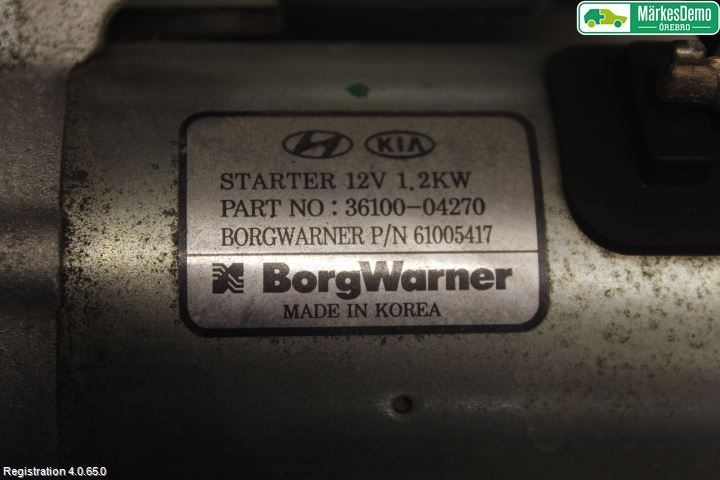 MärkesDemo
ÖREBRO
KIA
STARTER 12V 1.2KW
PART NO : 36100-04270
BORGWARNER P/N 61005417
BorgWarner
MADE IN KOREA
Registration 4.0.65.0